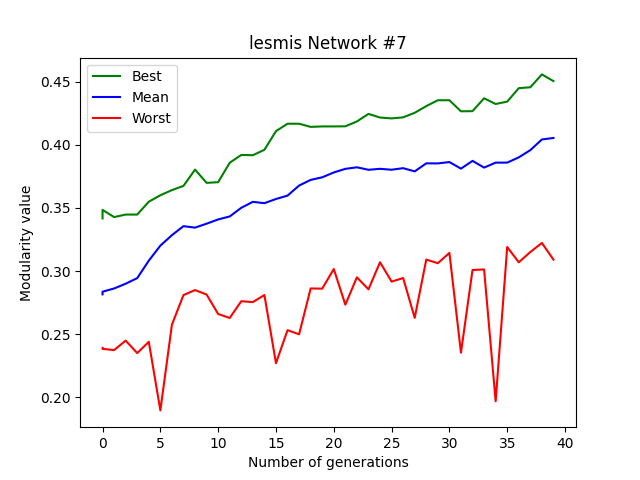 lesmis Network #7
Best
Mean
Worst
Modularity value
0.45
0.40
0.35
0.30
0.25
0.20
0 5 10 15 20 25 30 35 40
Number of generations